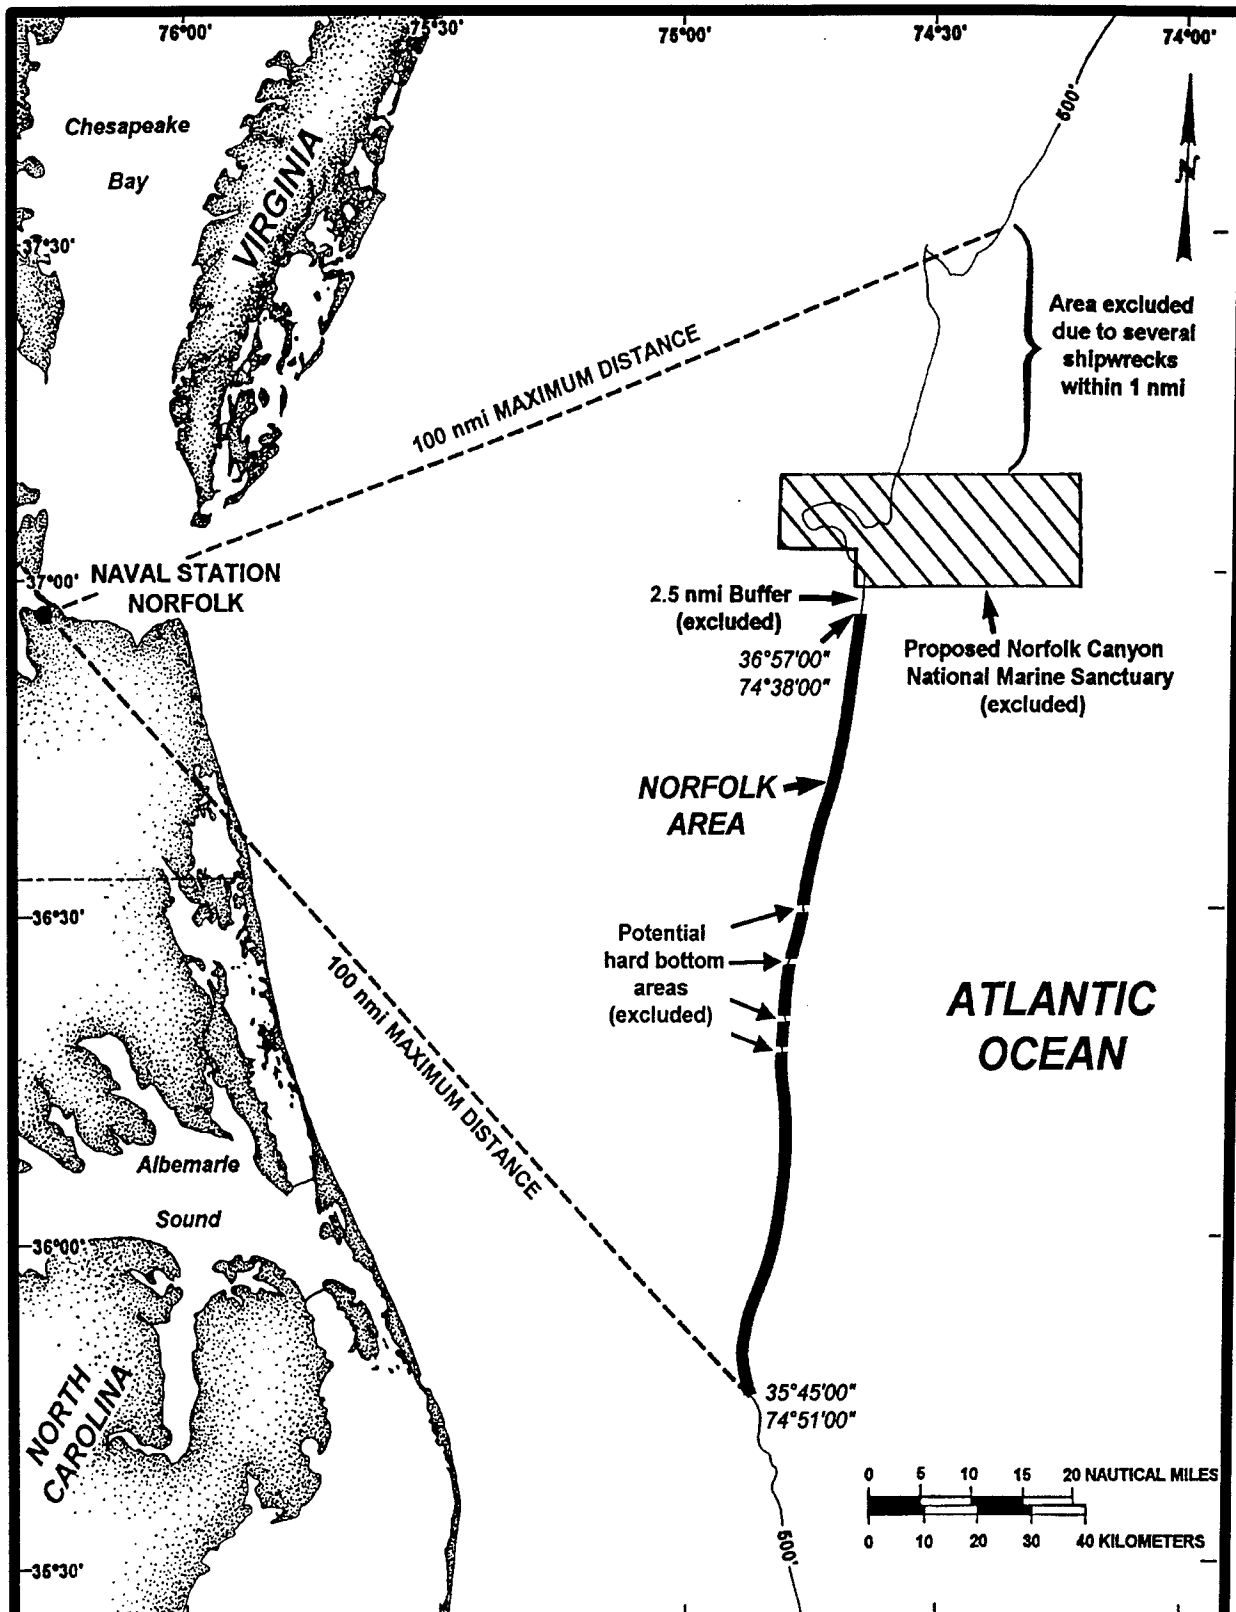 76°00'
75°30'
75°00'
74°30'
74°00'
500'
Chesapeake
Bay
VIRGINIA
N
37°30'
Area excluded
due to several
shipwrecks
within 1 nmi
100 nmi MAXIMUM DISTANCE
37°00'
NAVAL STATION
NORFOLK
2.5 nmi Buffer
(excluded)
36°57'00"
74°38'00"
Proposed Norfolk Canyon
National Marine Sanctuary
(excluded)
NORFOLK
AREA
36°30'
Potential
hard bottom
areas
(excluded)
100 nmi MAXIMUM DISTANCE
ATLANTIC
OCEAN
Albemarle
Sound
36°00'
NORTH
CAROLINA
35°45'00"
74°51'00"
0 5 10 15 20 NAUTICAL MILES
0 10 20 30 40 KILOMETERS
500'
35°30'